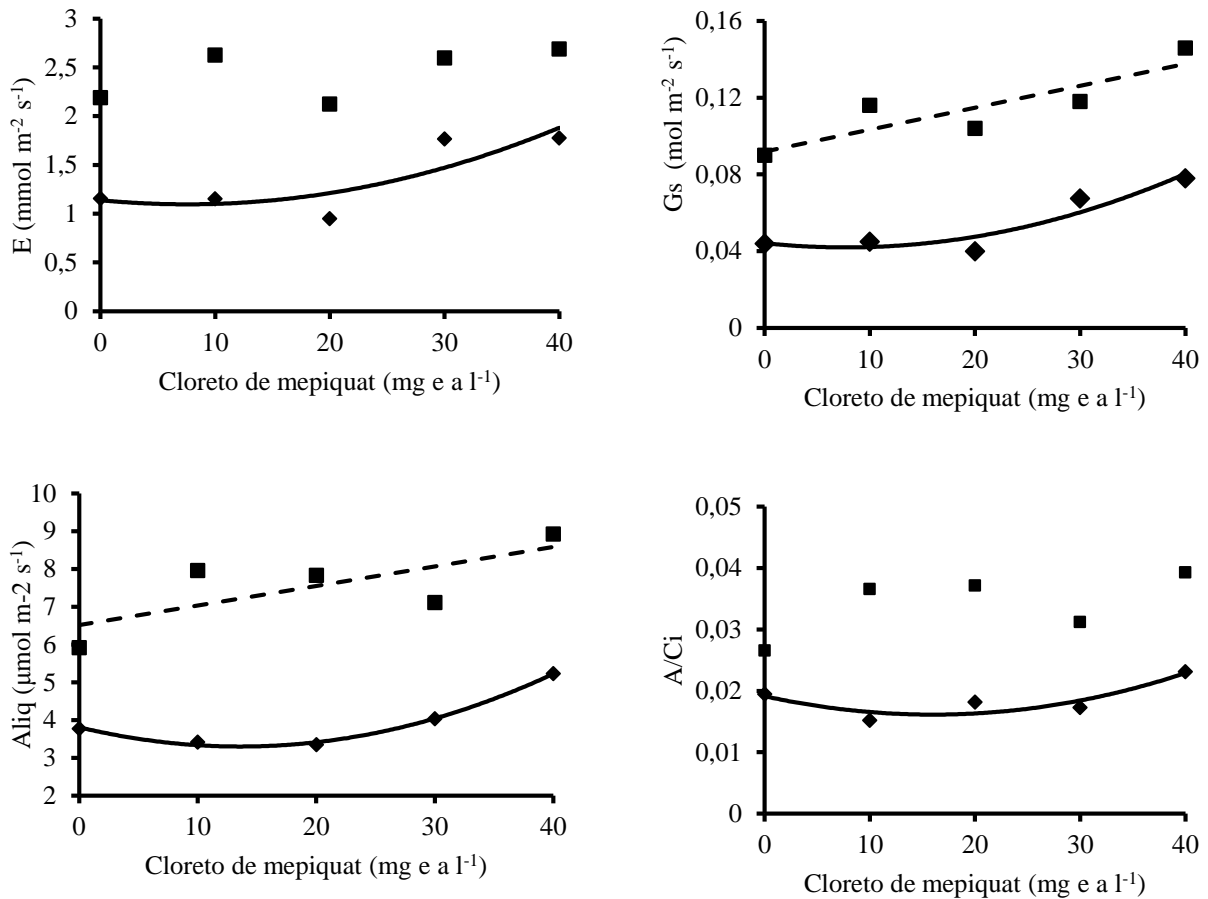 3
2,5
2
1,5
1
0,5
0
E (mmol m-2 s-1)
0 10 20 30 40
Cloreto de mepiquat (mg e a l-1)
0,16
0,12
0,08
0,04
0
Gs (mol m-2 s-1)
0 10 20 30 40
Cloreto de mepiquat (mg e a l-1)
10
9
8
7
6
5
4
3
2
Aliq (µmol m-2 s-1)
0 10 20 30 40
Cloreto de mepiquat (mg e a l-1)
0,05
0,04
0,03
0,02
0,01
0
A/Ci
0 10 20 30 40
Cloreto de mepiquat (mg e a l-1)